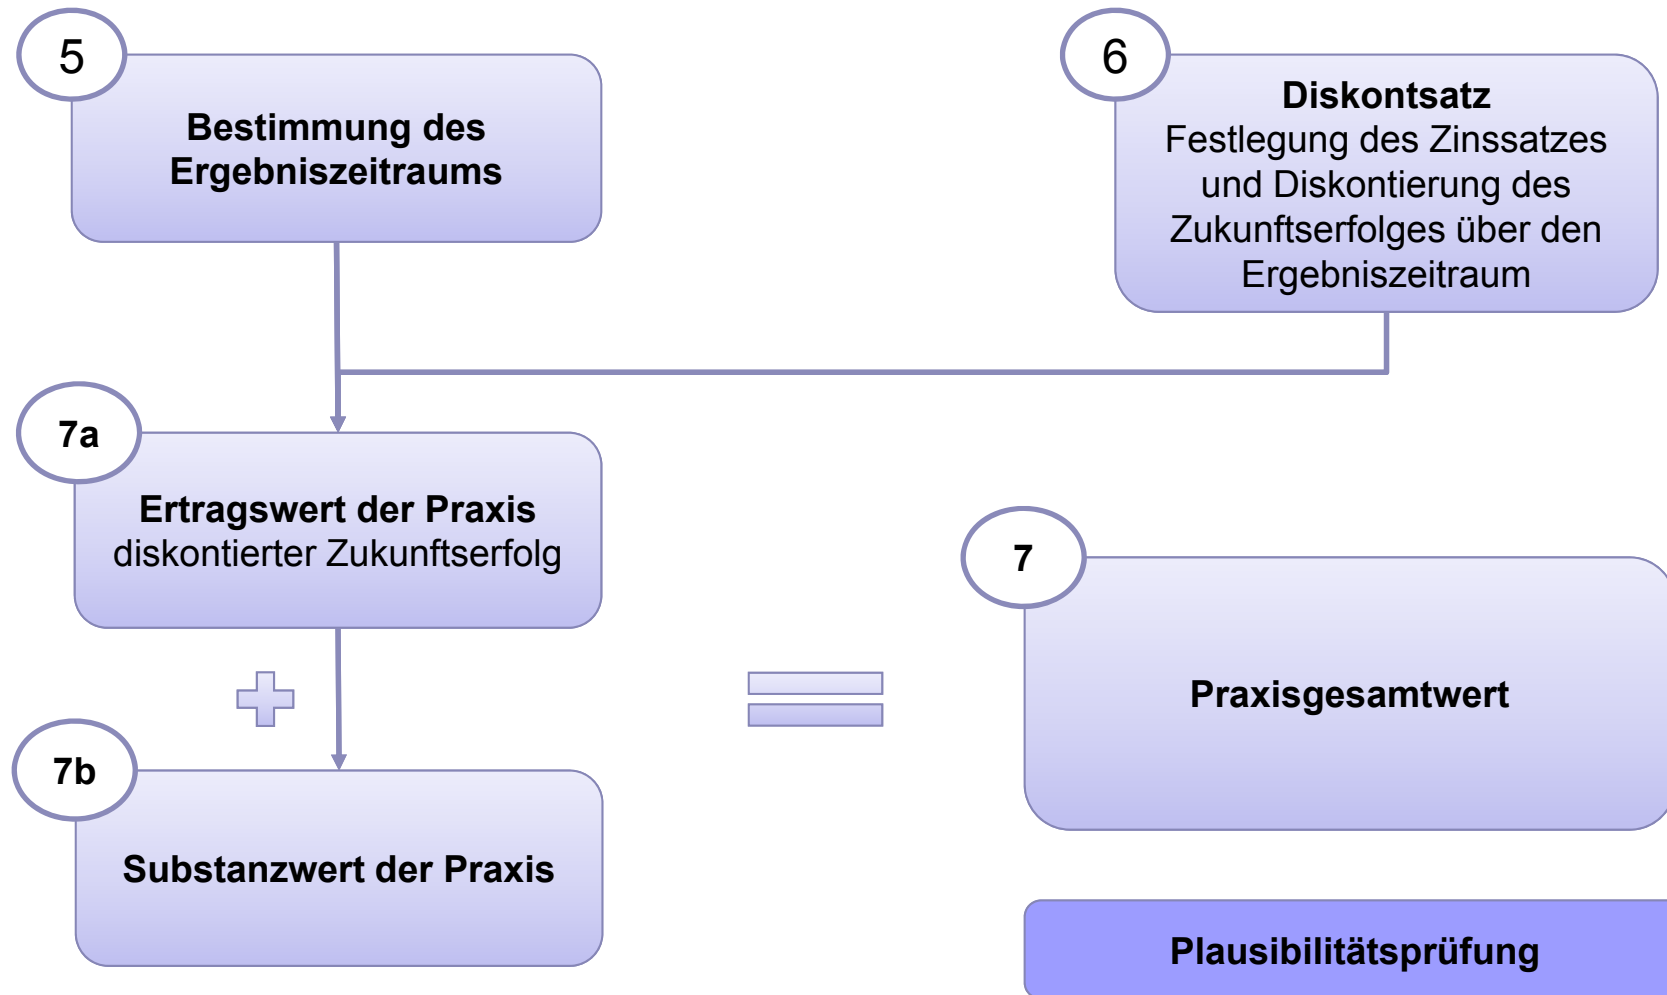 5
Bestimmung des
Ergebniszeitraums
6
Diskontsatz
Festlegung des Zinssatzes
und Diskontierung des
Zukunftserfolges über den
Ergebniszeitraum
7a
Ertragswert der Praxis
diskontierter Zukunftserfolg
7
Praxisgesamtwert
7b
Substanzwert der Praxis
Plausibilitätsprüfung